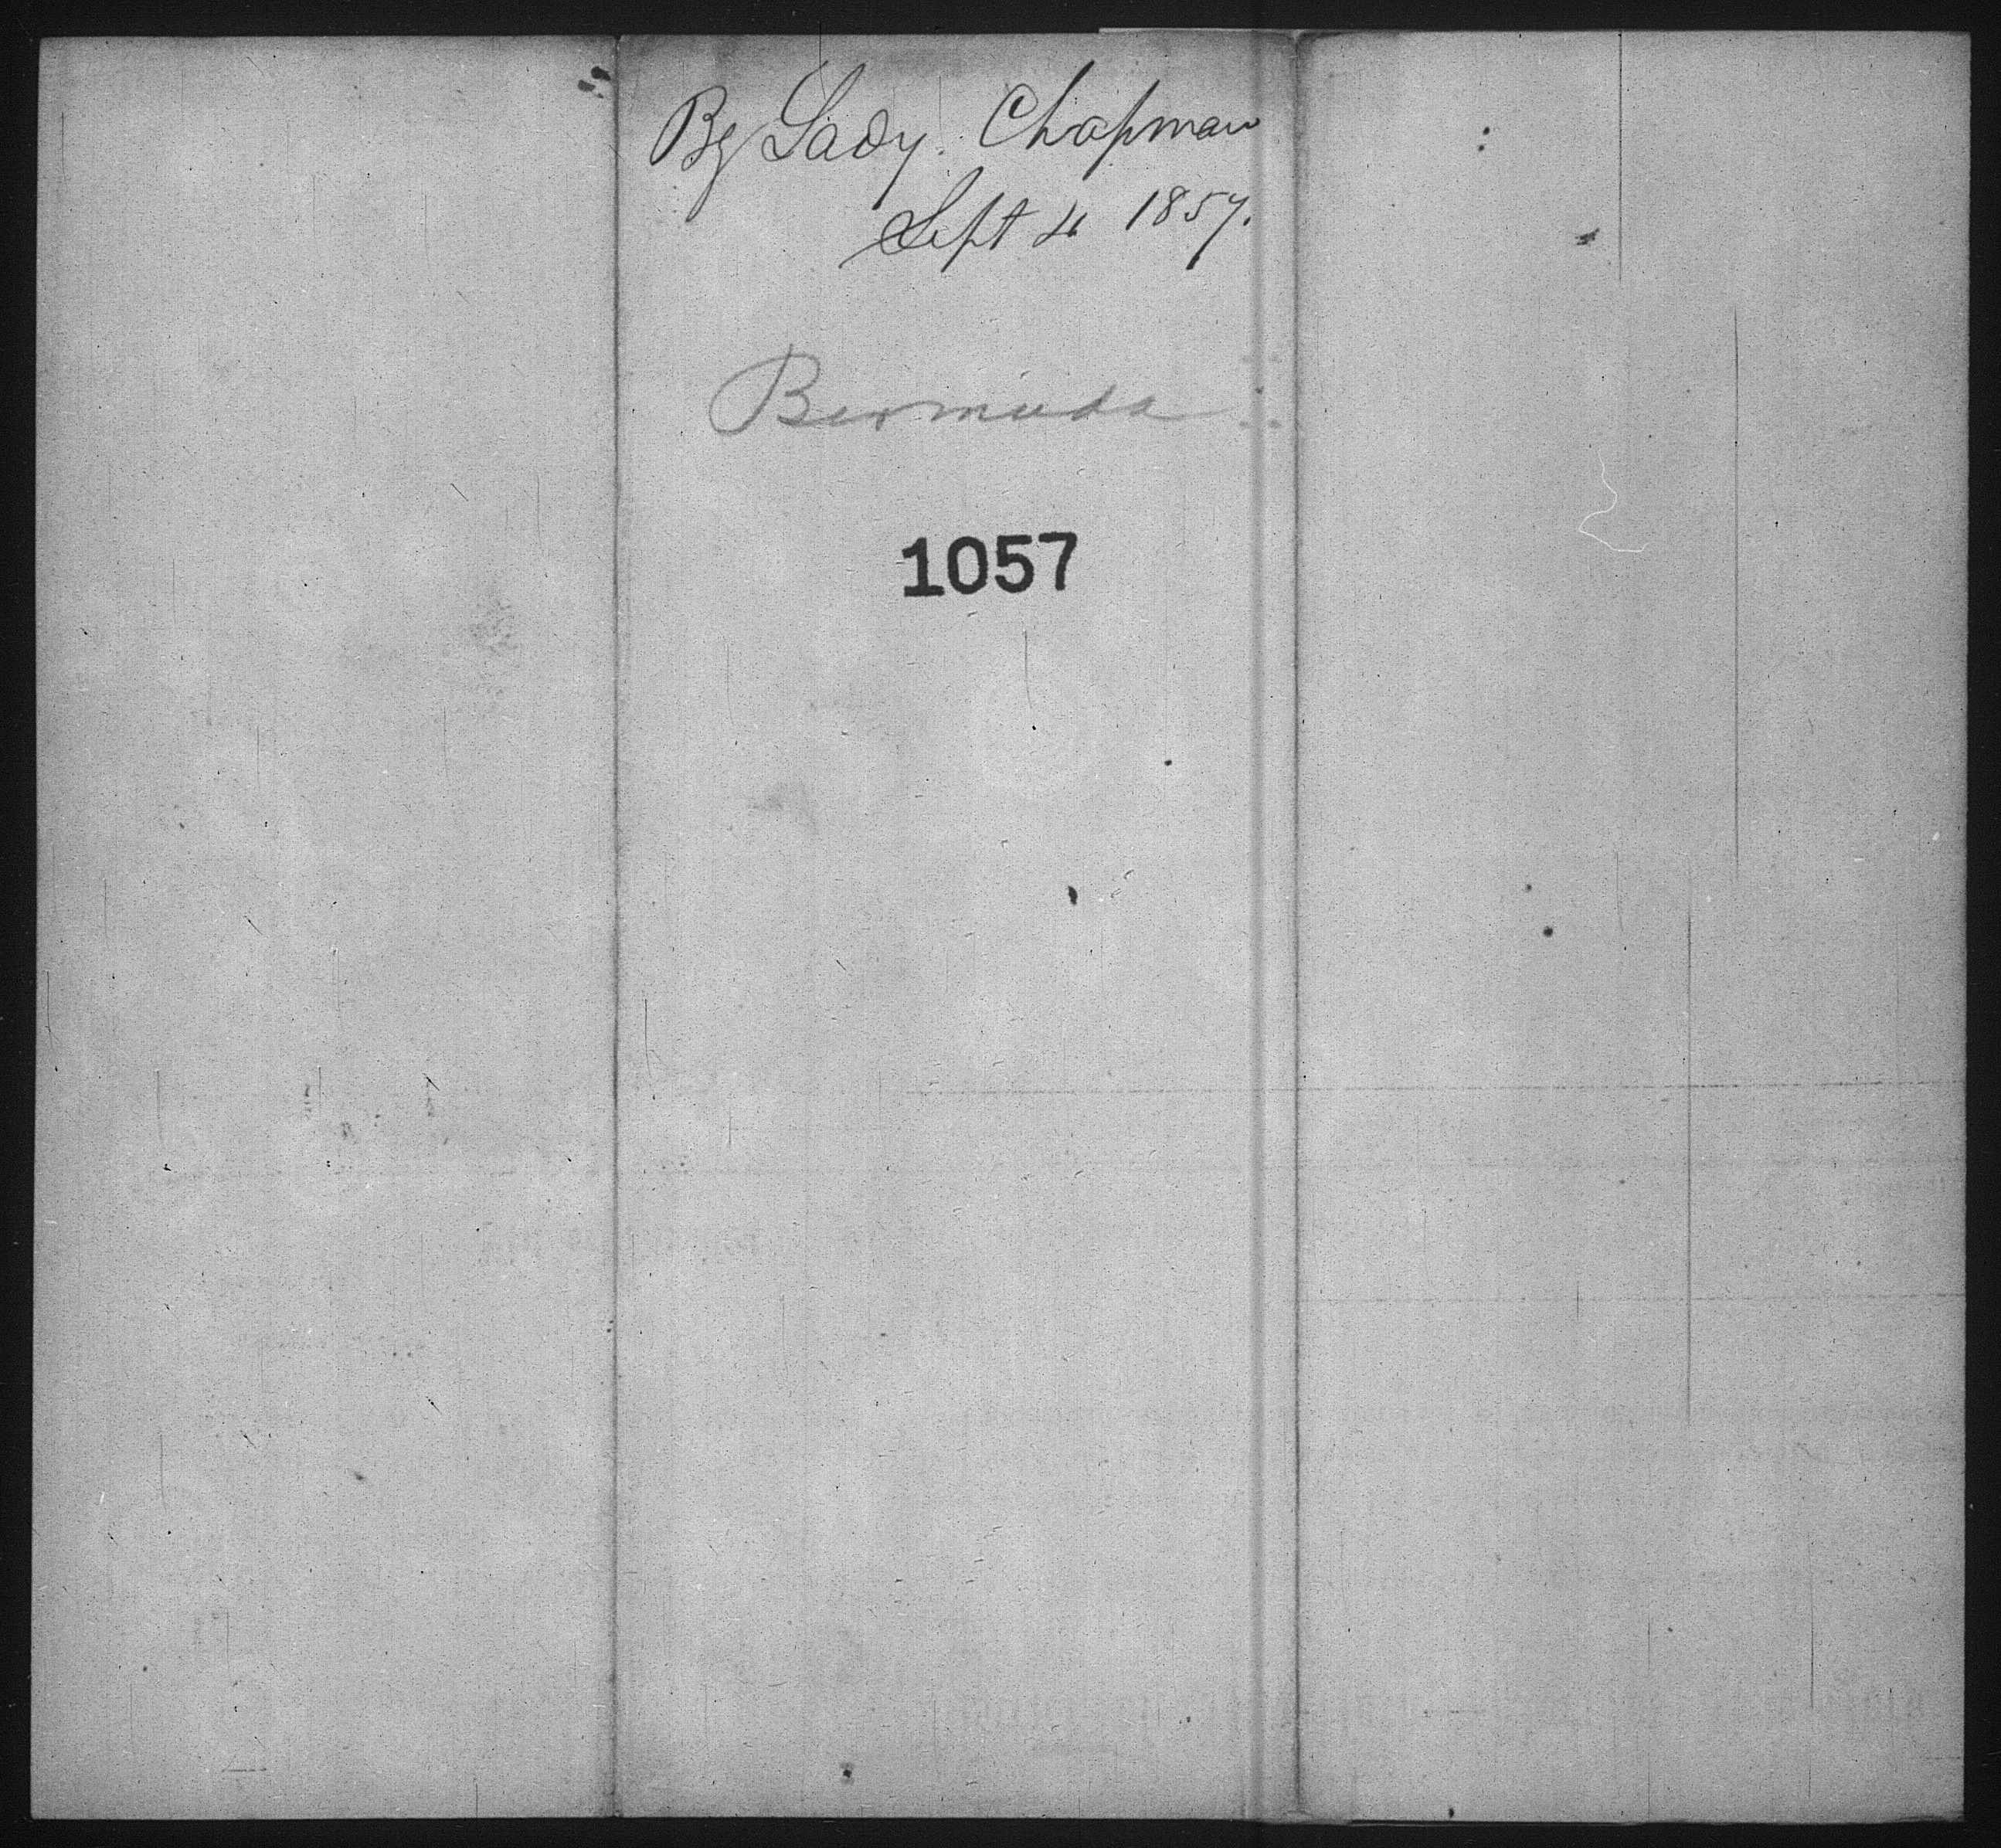 By Lady Chapman
Sept 4 1857.
Bermuda
1057